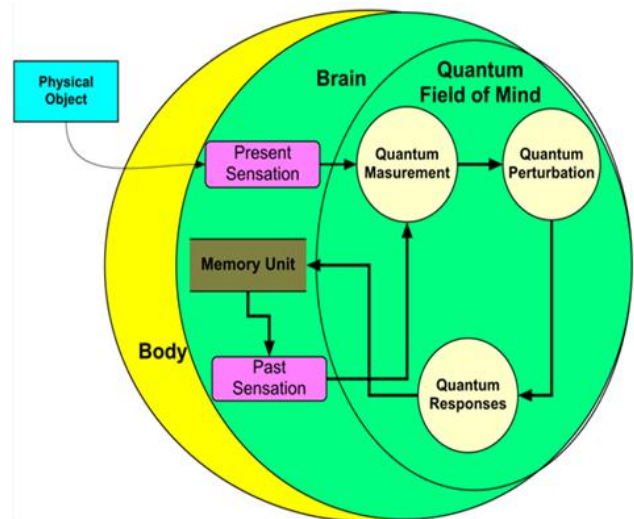 Physical
Object
Brain
Quantum
Field of Mind
Present
Sensation
Quantum
Masurement
Quantum
Perturbation
Memory Unit
Body
Past
Sensation
Quantum
Responses